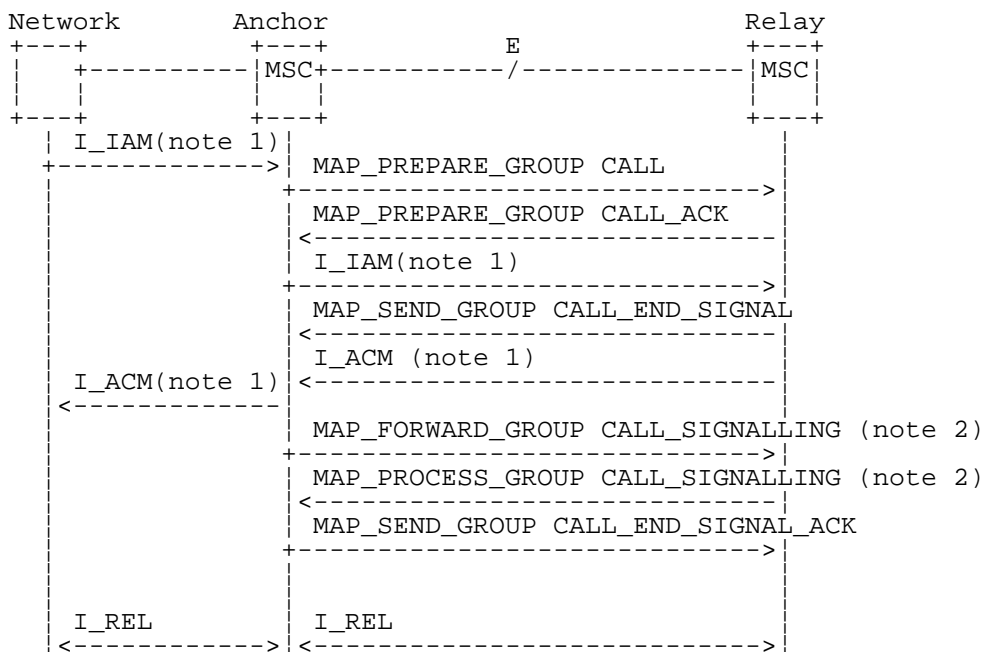 Network Anchor Relay
E
MSC MSC
I_IAM(note 1)
MAP_PREPARE_GROUP CALL
MAP_PREPARE_GROUP CALL_ACK
I_IAM(note 1)
MAP_SEND_GROUP CALL_END_SIGNAL
I_ACM (note 1)
I_ACM(note 1)
MAP_FORWARD_GROUP CALL_SIGNALLING (note 2)
MAP_PROCESS_GROUP CALL_SIGNALLING (note 2)
MAP_SEND_GROUP CALL_END_SIGNAL_ACK
I_REL I_REL